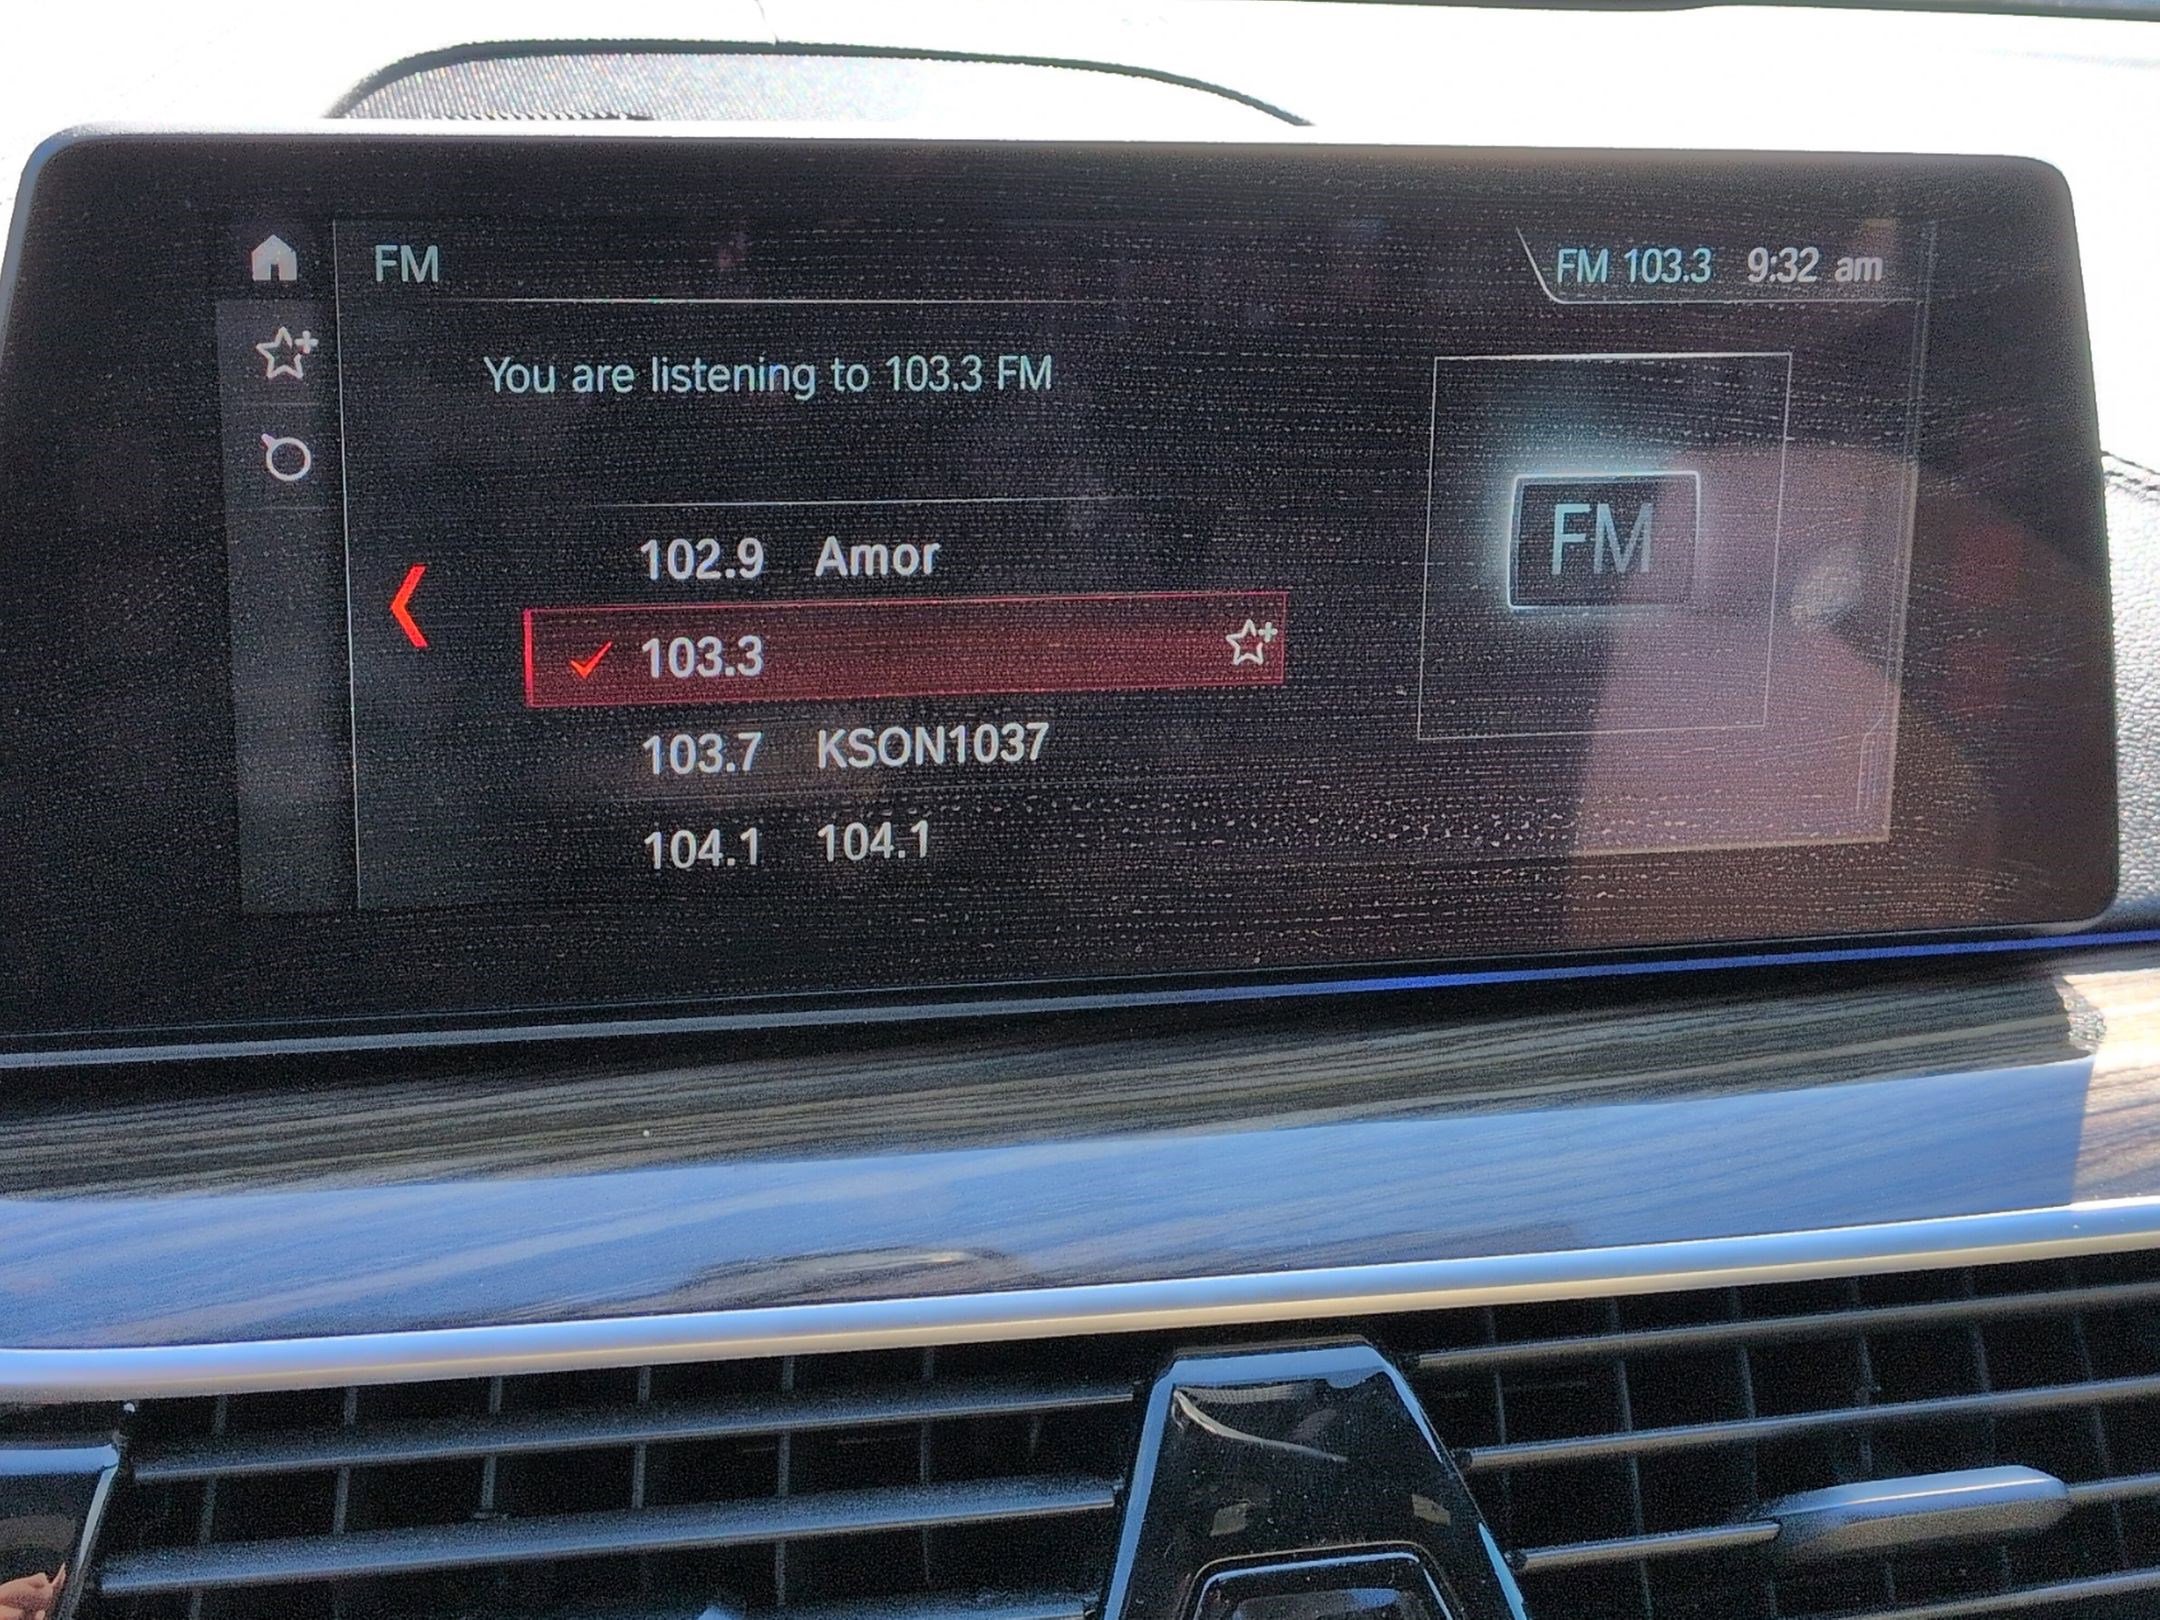 FM
FM 103.3 9:32 am
You are listening to 103.3 FM
FM
102.9 Amor
103.3
103.7 KSON1037
104.1 104.1